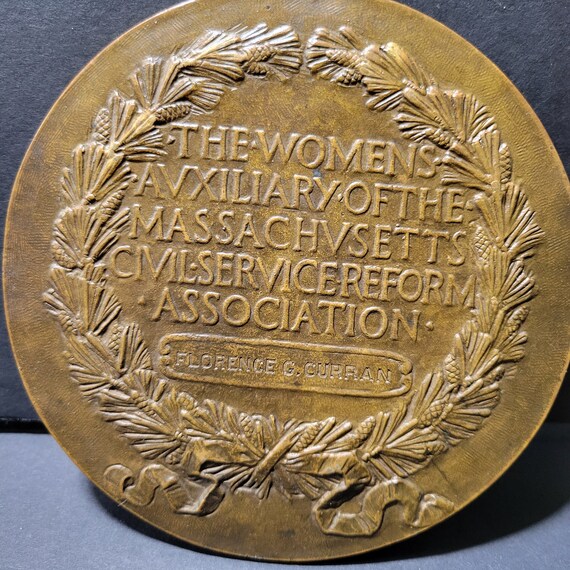 ·THE·WOMENS·
·AVXILIARY·OF·THE·
MASSACHVSETTS
CIVIL·SERVICE·REFORM
·ASSOCIATION·
FLORENCE G. CURRAN